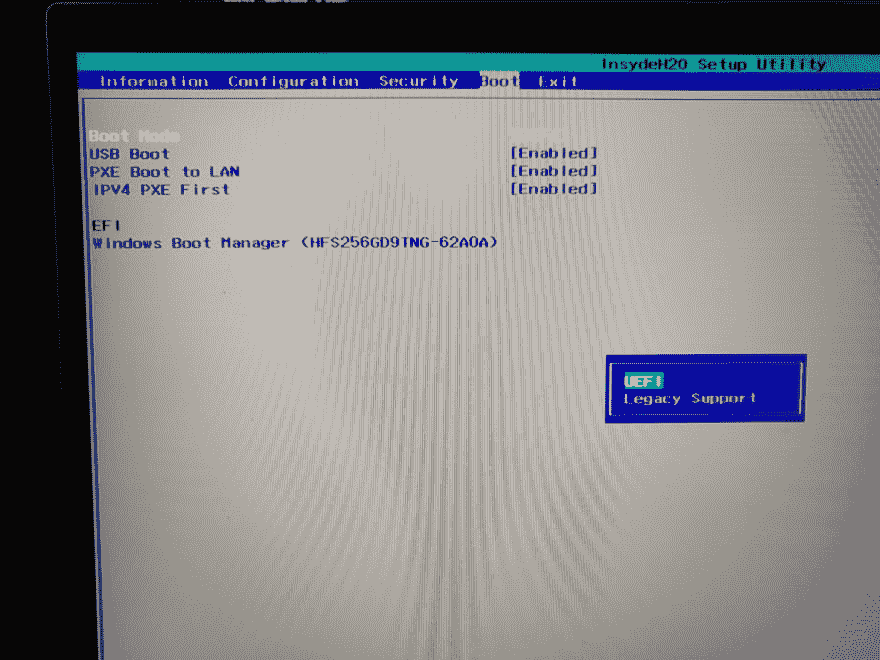 InsydeH2O Setup Utility
Information Configuration Security Boot Exit
Boot Mode
USB Boot [Enabled]
PXE Boot to LAN [Enabled]
IPV4 PXE First [Enabled]
EFI
Windows Boot Manager (HFS256GD9TNG-62A0A)
UEFI
Legacy Support